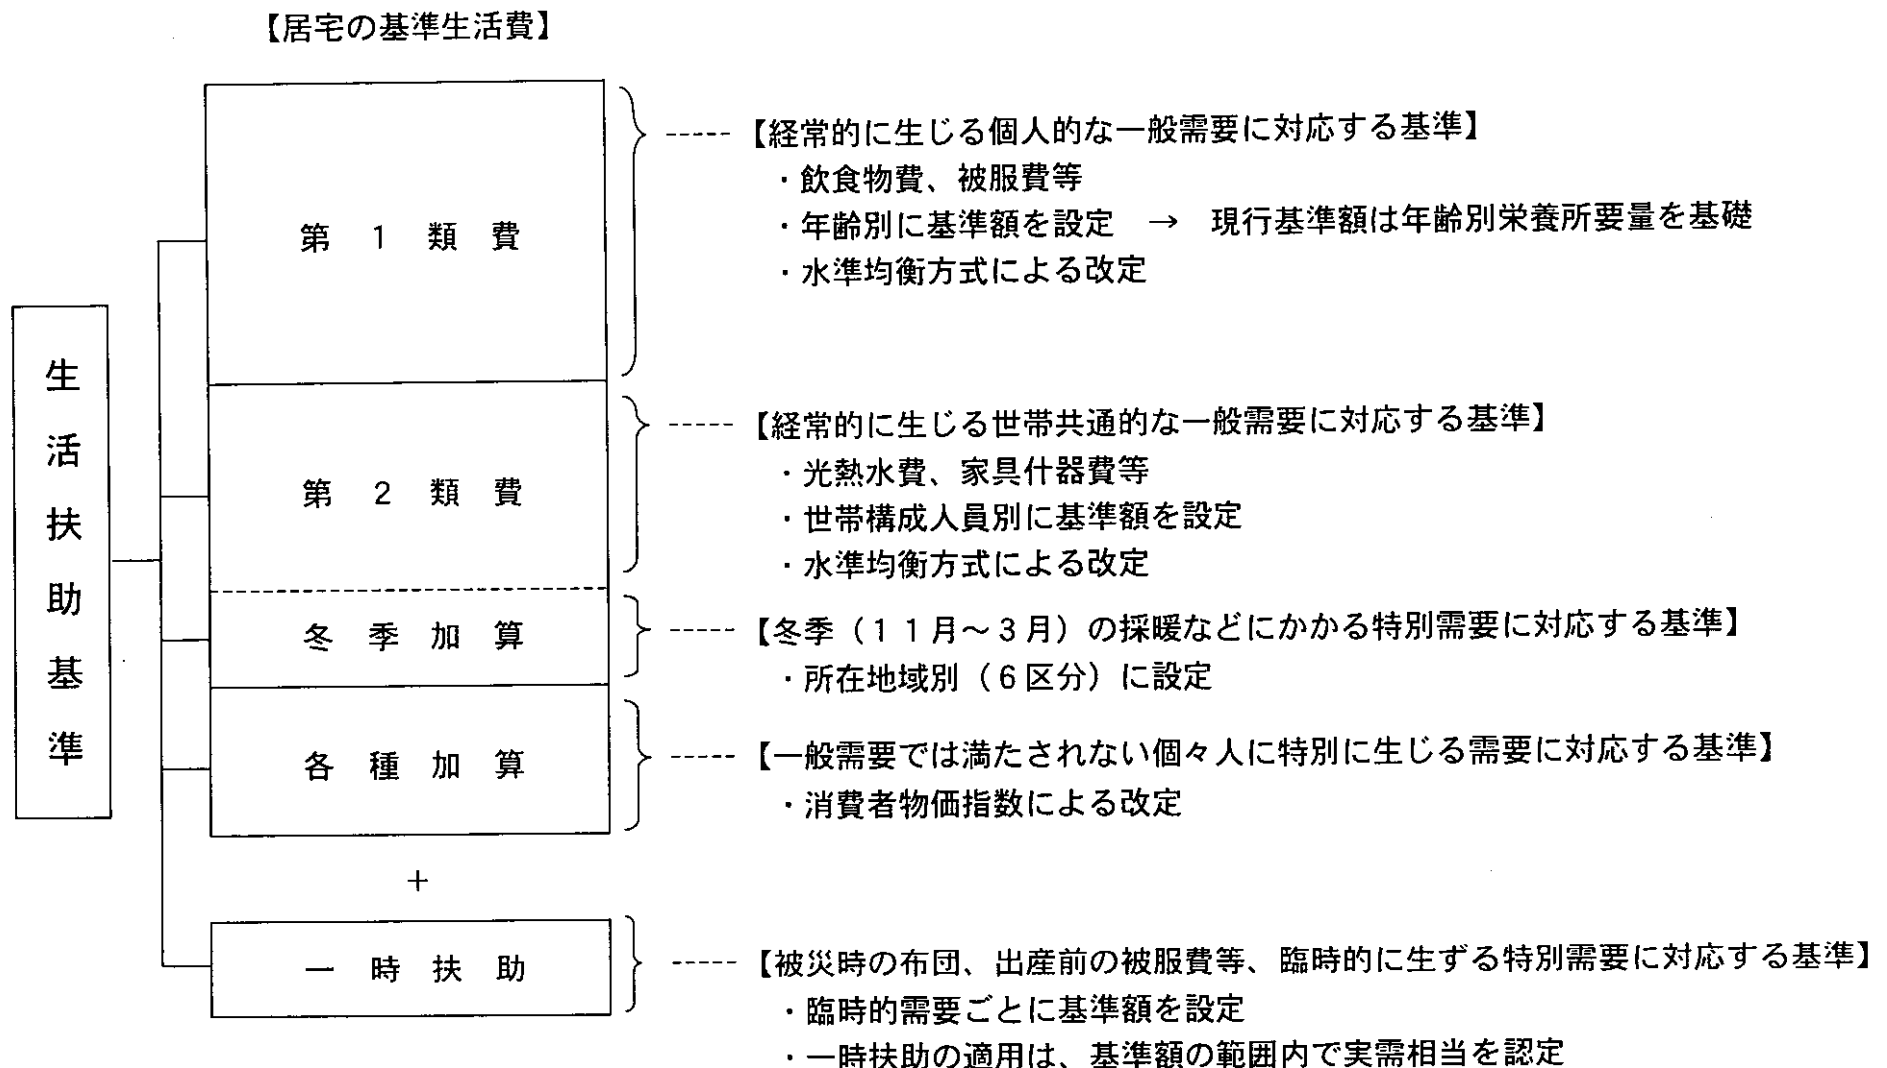 【居宅の基準生活費】
生活扶助基準
第1類費
【経常的に生じる個人的な一般需要に対応する基準】
・飲食物費、被服費等
・年齢別に基準額を設定 → 現行基準額は年齢別栄養所要量を基礎
・水準均衡方式による改定
第2類費
【経常的に生じる世帯共通的な一般需要に対応する基準】
・光熱水費、家具什器費等
・世帯構成人員別に基準額を設定
・水準均衡方式による改定
冬季加算
【冬季(11月~3月)の採暖などにかかる特別需要に対応する基準】
・所在地域別(6区分)に設定
各種加算
【一般需要では満たされない個々人に特別に生じる需要に対応する基準】
・消費者物価指数による改定
+
一時扶助
【被災時の布団、出産前の被服費等、臨時的に生ずる特別需要に対応する基準】
・臨時的需要ごとに基準額を設定
・一時扶助の適用は、基準額の範囲内で実需相当を認定